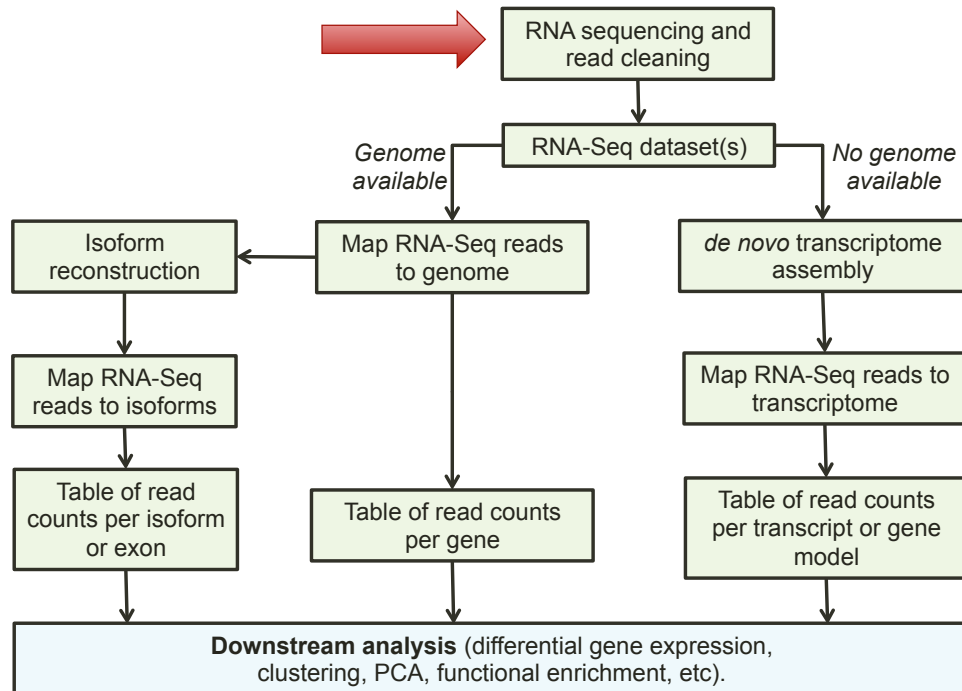 RNA sequencing and
read cleaning
RNA-Seq dataset(s)
Genome
available
No genome
available
Isoform
reconstruction
Map RNA-Seq reads
to genome
de novo transcriptome
assembly
Map RNA-Seq
reads to isoforms
Map RNA-Seq reads to
transcriptome
Table of read
counts per isoform
or exon
Table of read counts
per gene
Table of read counts
per transcript or gene
model
Downstream analysis (differential gene expression,
clustering, PCA, functional enrichment, etc).